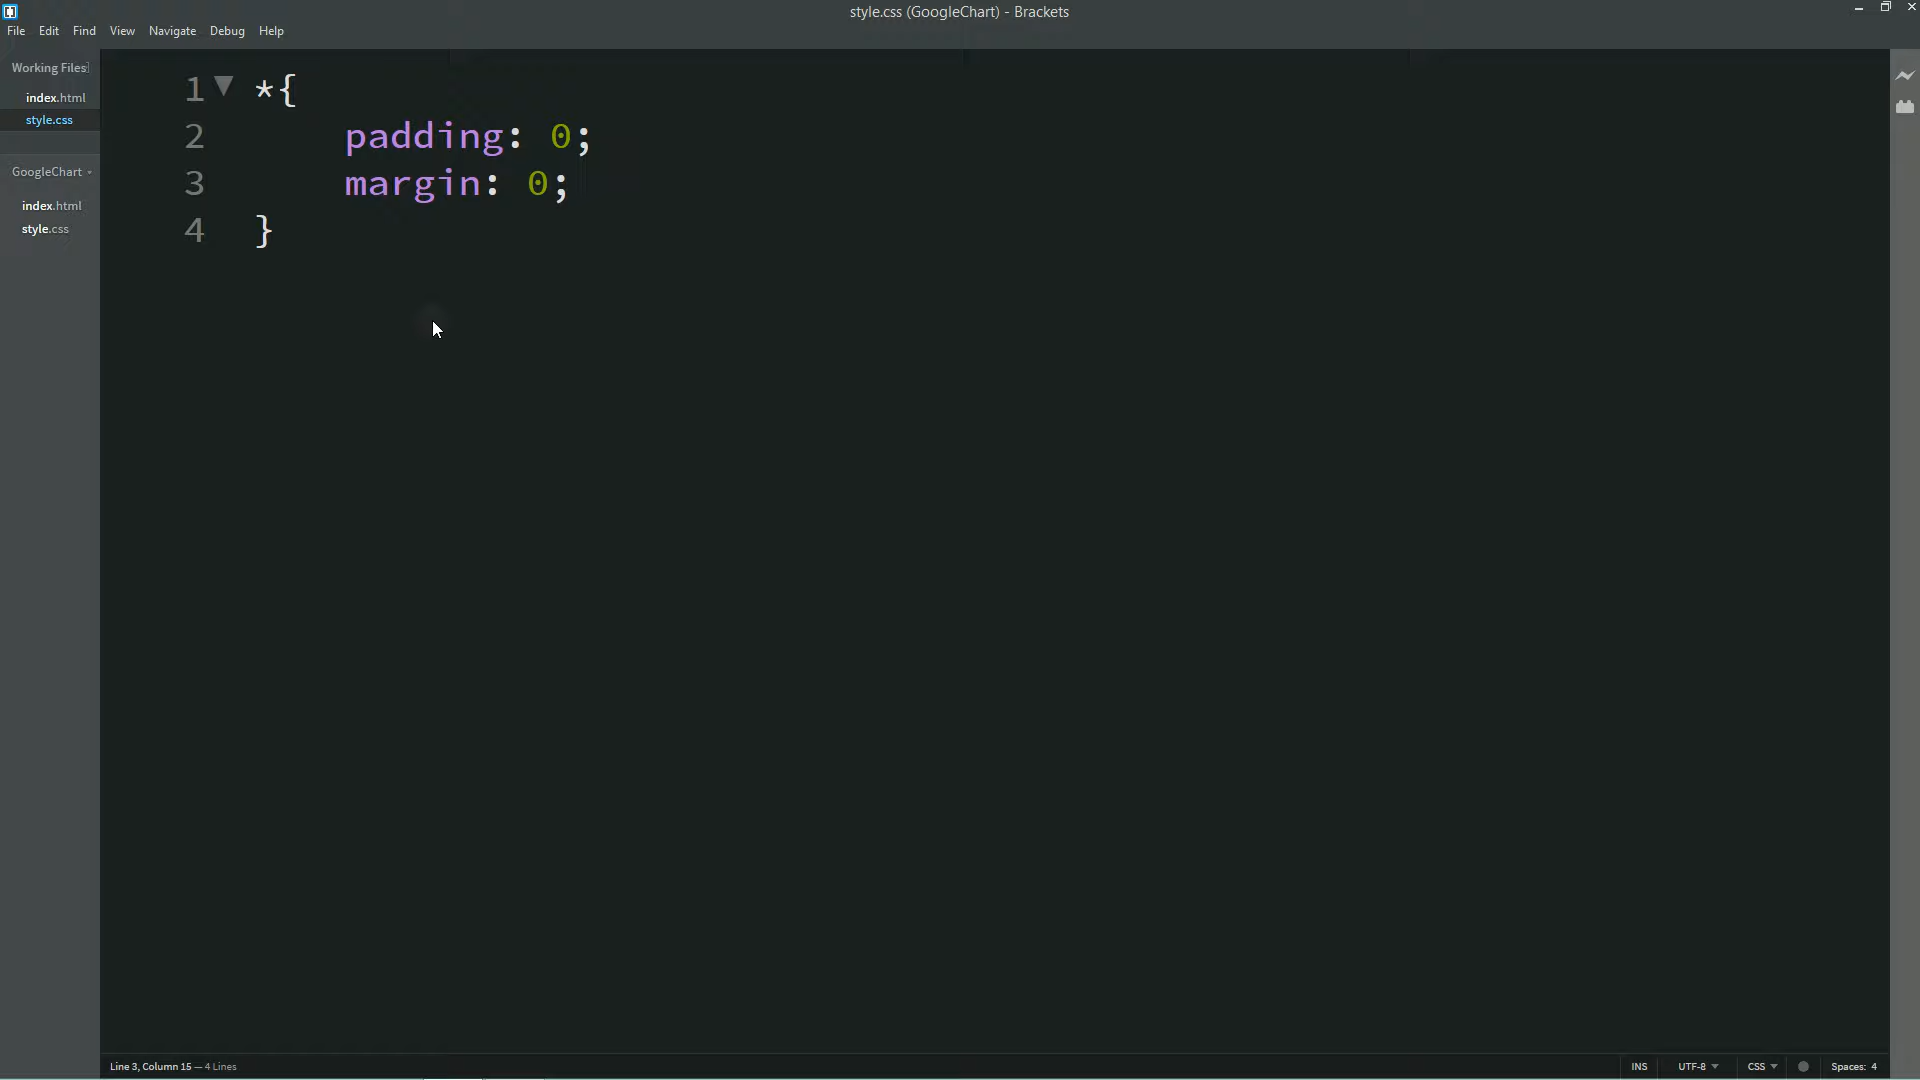 style.css (GoogleChart) - Brackets
File Edit Find View Navigate Debug Help
Working Files
index.html
style.css
GoogleChart
index.html
style.css
1 *{
2 padding: 0;
3 margin: 0;
4 }
Line 3, Column 15 — 4 Lines
INS UTF-8 CSS Spaces: 4